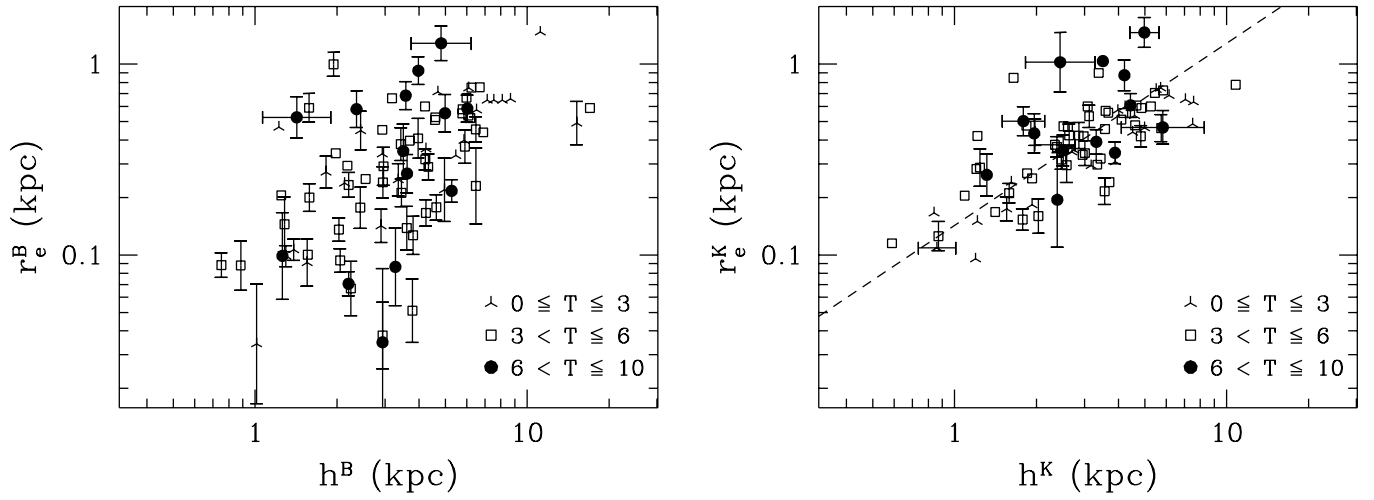 1
0.1
r_e^B (kpc)
0 ≦ T ≦ 3
3 < T ≦ 6
6 < T ≦ 10
1
10
h^B (kpc)
1
0.1
r_e^K (kpc)
0 ≦ T ≦ 3
3 < T ≦ 6
6 < T ≦ 10
1
10
h^K (kpc)